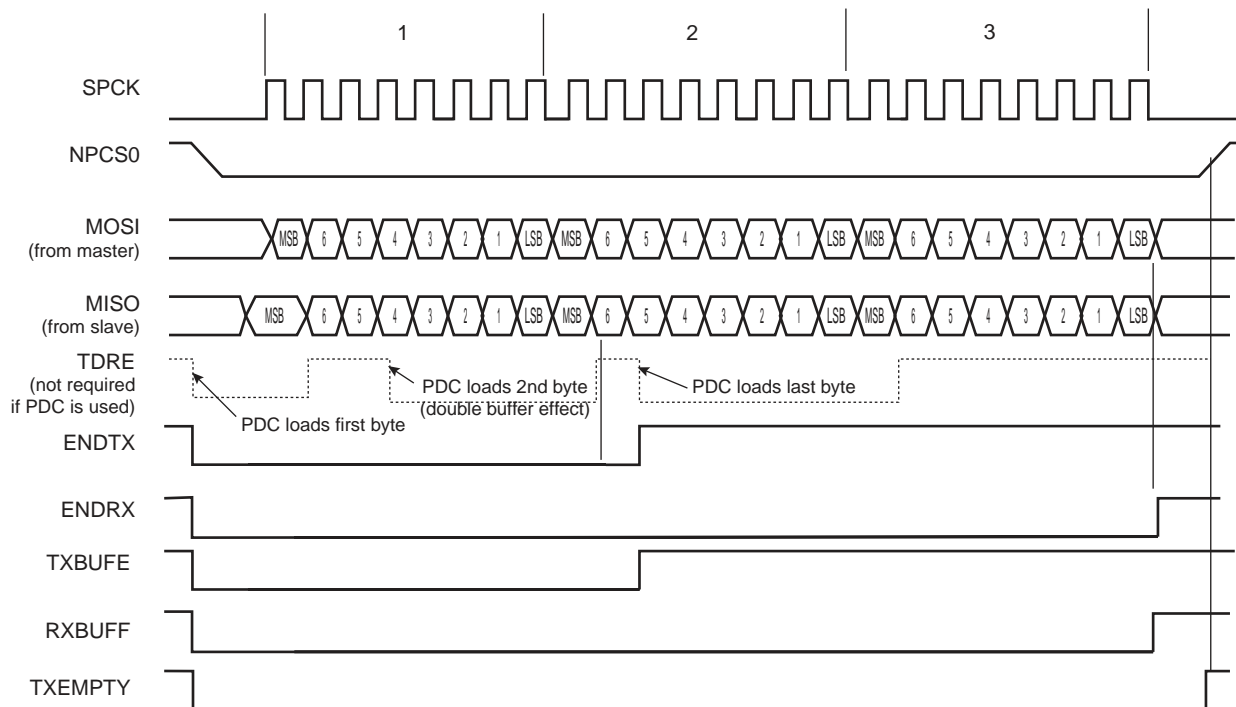 1 2 3
SPCK
NPCS0
MOSI
(from master)
MSB 6 5 4 3 2 1 LSB MSB 6 5 4 3 2 1 LSB MSB 6 5 4 3 2 1 LSB
MISO
(from slave)
MSB 6 5 4 3 2 1 LSB MSB 6 5 4 3 2 1 LSB MSB 6 5 4 3 2 1 LSB
TDRE
(not required
if PDC is used)
PDC loads first byte
PDC loads 2nd byte
(double buffer effect)
PDC loads last byte
ENDTX
ENDRX
TXBUFE
RXBUFF
TXEMPTY